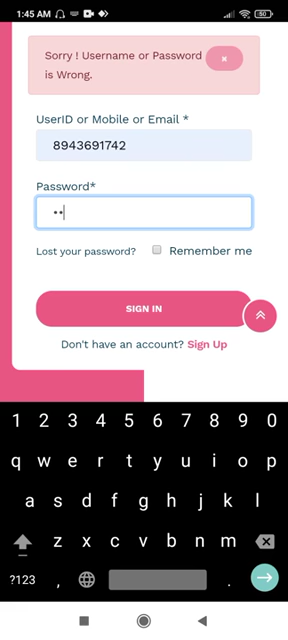 1:45 AM
50
Sorry ! Username or Password
is Wrong.
×
UserID or Mobile or Email *
8943691742
Password*
••
Lost your password?
Remember me
SIGN IN
Don't have an account? Sign Up
1 2 3 4 5 6 7 8 9 0
q w e r t y u i o p
a s d f g h j k l
z x c v b n m
?123 , .